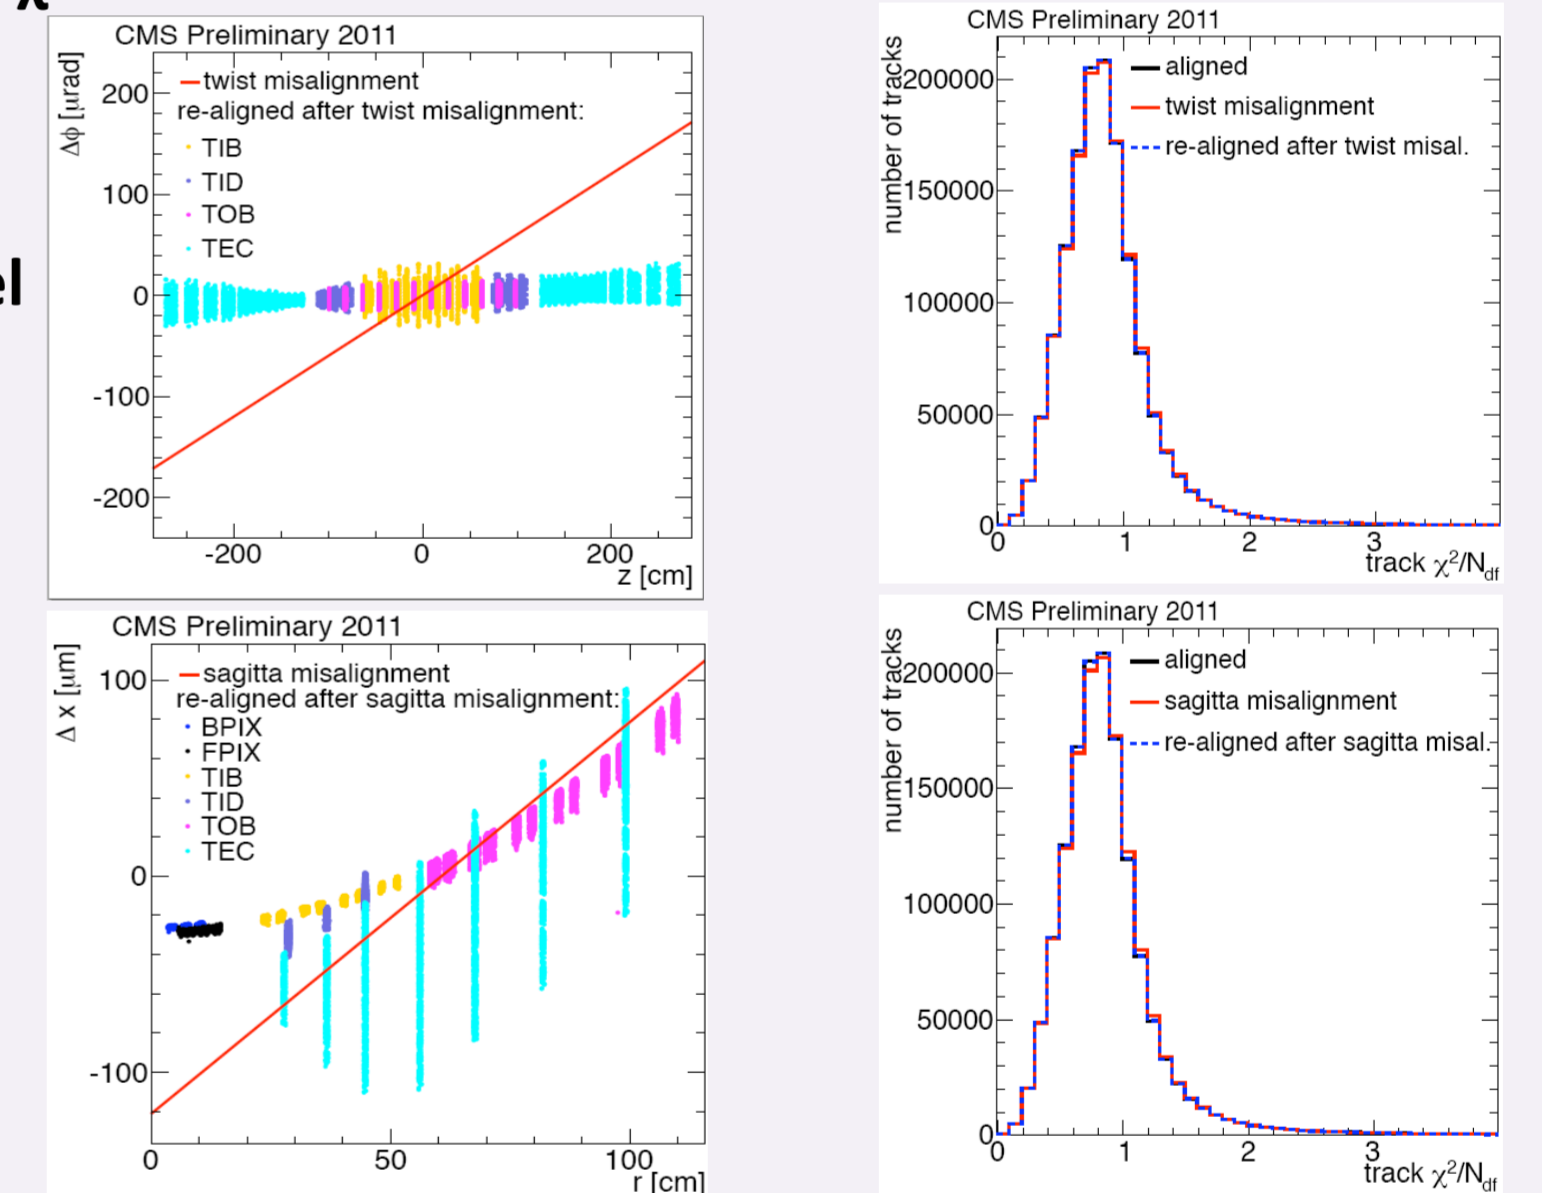 χ
CMS Preliminary 2011
Δφ [μrad]
twist misalignment
re-aligned after twist misalignment:
TIB
TID
TOB
TEC
200
100
0
-100
-200
-200 0 200
z [cm]
CMS Preliminary 2011
number of tracks
aligned
twist misalignment
re-aligned after twist misal.
200000
150000
100000
50000
0
0 1 2 3
track χ²/N_df
el
CMS Preliminary 2011
Δ x [μm]
sagitta misalignment
re-aligned after sagitta misalignment:
BPIX
FPIX
TIB
TID
TOB
TEC
100
0
-100
0 50 100
r [cm]
CMS Preliminary 2011
number of tracks
aligned
sagitta misalignment
re-aligned after sagitta misal.
200000
150000
100000
50000
0
0 1 2 3
track χ²/N_df